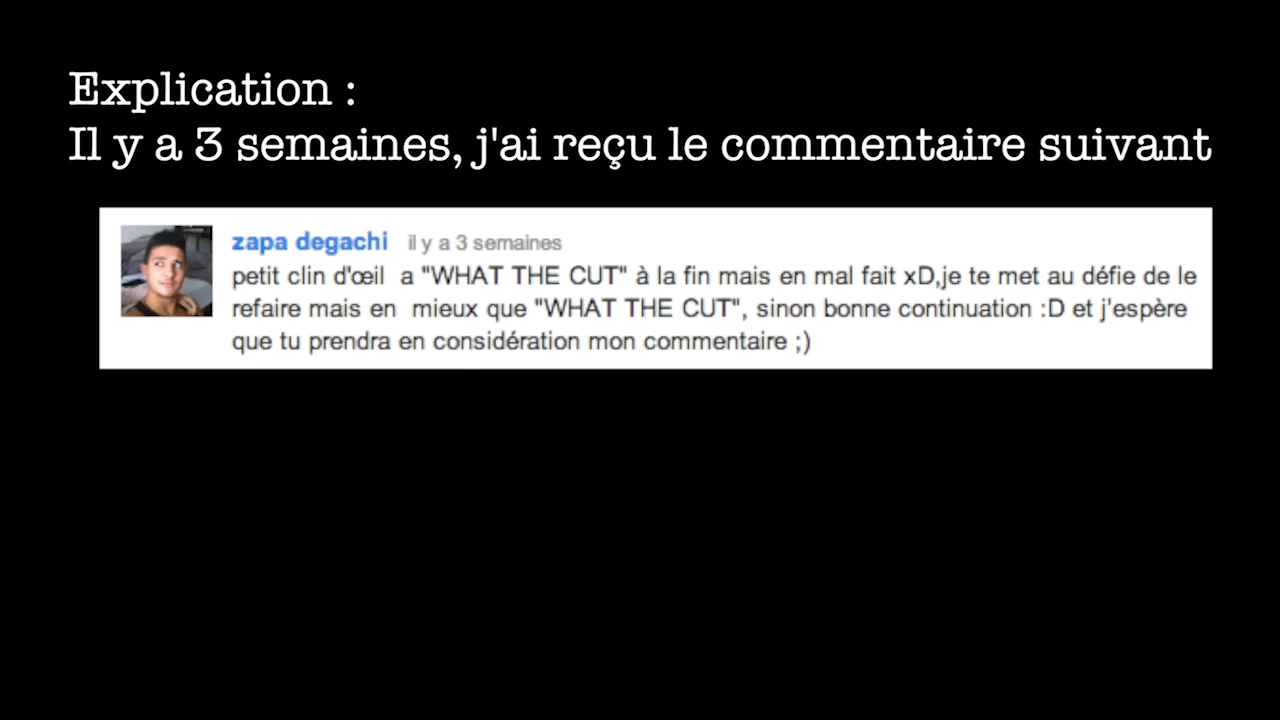 Explication :
Il y a 3 semaines, j'ai reçu le commentaire suivant
zapa degachi il y a 3 semaines
petit clin d'œil a "WHAT THE CUT" à la fin mais en mal fait xD,je te met au défie de le
refaire mais en mieux que "WHAT THE CUT", sinon bonne continuation :D et j'espère
que tu prendra en considération mon commentaire ;)